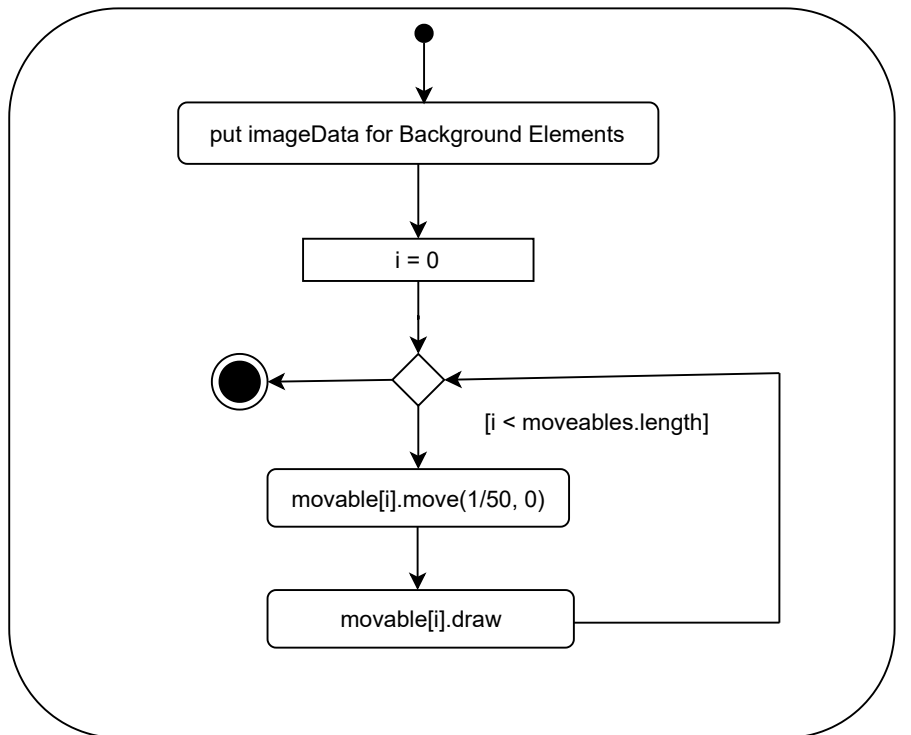 put imageData for Background Elements
i = 0
[i < moveables.length]
movable[i].move(1/50, 0)
movable[i].draw